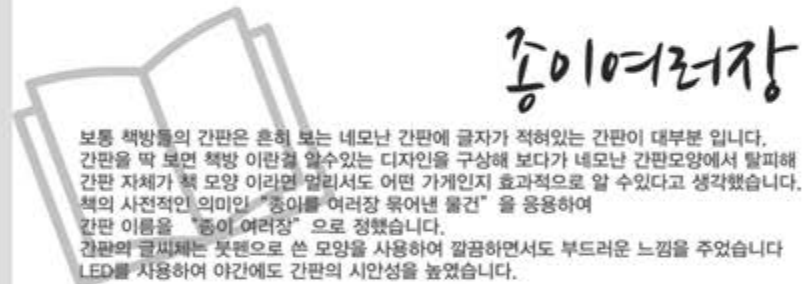 종이여러장
보통 책방들의 간판은 흔히 보는 네모난 간판에 글자가 적혀있는 간판이 대부분 입니다.
간판을 딱 보면 책방 이란걸 알수있는 디자인을 구상해 보다가 네모난 간판모양에서 탈피해
간판 자체가 책 모양 이라면 멀리서도 어떤 가게인지 효과적으로 알 수있다고 생각했습니다.
책의 사전적인 의미인 "종이를 여러장 묶어낸 물건" 을 응용하여
간판 이름을 "종이 여러장" 으로 정했습니다.
간판의 글씨체는 붓펜으로 쓴 모양을 사용하여 깔끔하면서도 부드러운 느낌을 주었습니다
LED를 사용하여 야간에도 간판의 시안성을 높였습니다.